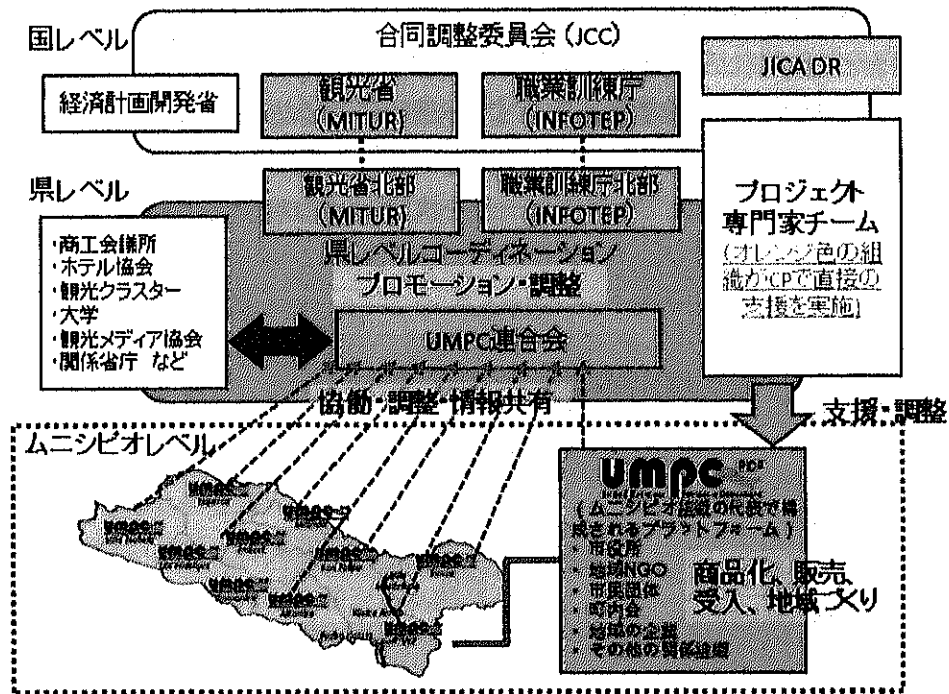 国レベル
合同調整委員会(JCC)
JICA DR
経済計画開発省
観光省
(MITUR)
職業訓練庁
(INFOTEP)
県レベル
観光省北部
(MITUR)
職業訓練庁北部
(INFOTEP)
プロジェクト
専門家チーム
(オレンジ色の組
織がCPで直接の
支援を実施)
・商工会議所
・ホテル協会
・観光クラスター
・大学
・観光メディア協会
・関係省庁 など
県レベルコーディネーション
プロモーション・調整
UMPC連合会
協働・調整・情報共有
支援・調整
ムニシピオレベル
umpc
(ムニシピオ組織の代表で構
成されるプラットフォーム)
・市役所
・地域NGO
・市民団体
・町内会
・地域の企業
・その他の関係組織
商品化、販売、
受入、地域づくり